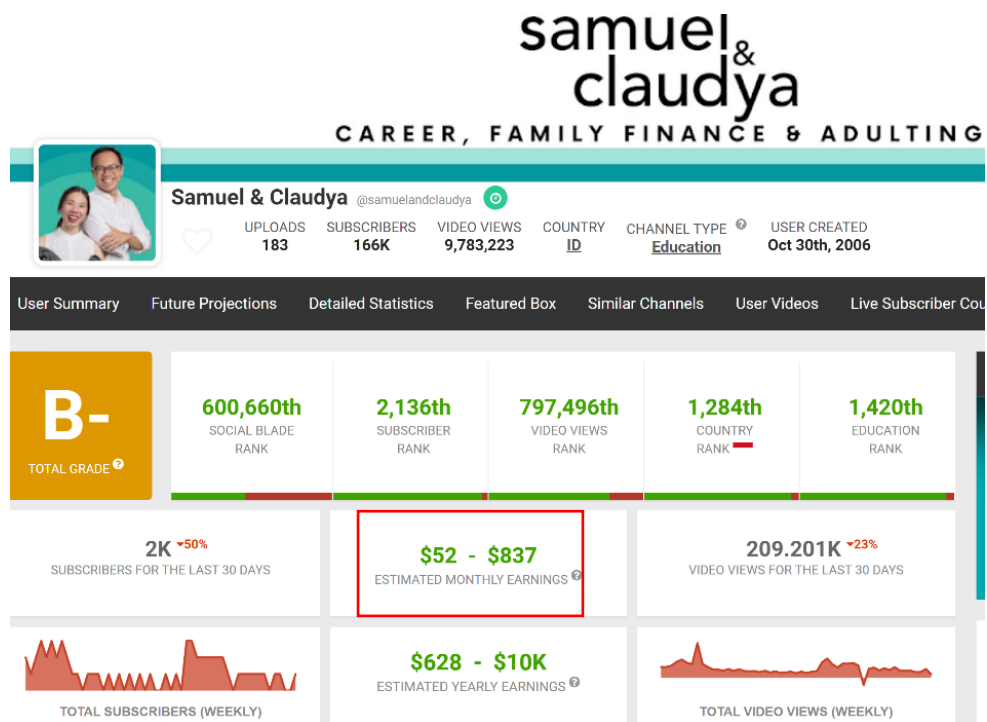 samuel
&
claudya
CAREER, FAMILY FINANCE & ADULTING
Samuel & Claudya @samuelandclaudya
UPLOADS SUBSCRIBERS VIDEO VIEWS COUNTRY CHANNEL TYPE ? USER CREATED
183 166K 9,783,223 ID Education Oct 30th, 2006
User Summary Future Projections Detailed Statistics Featured Box Similar Channels User Videos Live Subscriber Cou
B-
TOTAL GRADE ?
600,660th 2,136th 797,496th 1,284th 1,420th
SOCIAL BLADE SUBSCRIBER VIDEO VIEWS COUNTRY EDUCATION
RANK RANK RANK RANK RANK
2K 50%
SUBSCRIBERS FOR THE LAST 30 DAYS
$52 - $837
ESTIMATED MONTHLY EARNINGS ?
209.201K 23%
VIDEO VIEWS FOR THE LAST 30 DAYS
TOTAL SUBSCRIBERS (WEEKLY)
$628 - $10K
ESTIMATED YEARLY EARNINGS ?
TOTAL VIDEO VIEWS (WEEKLY)